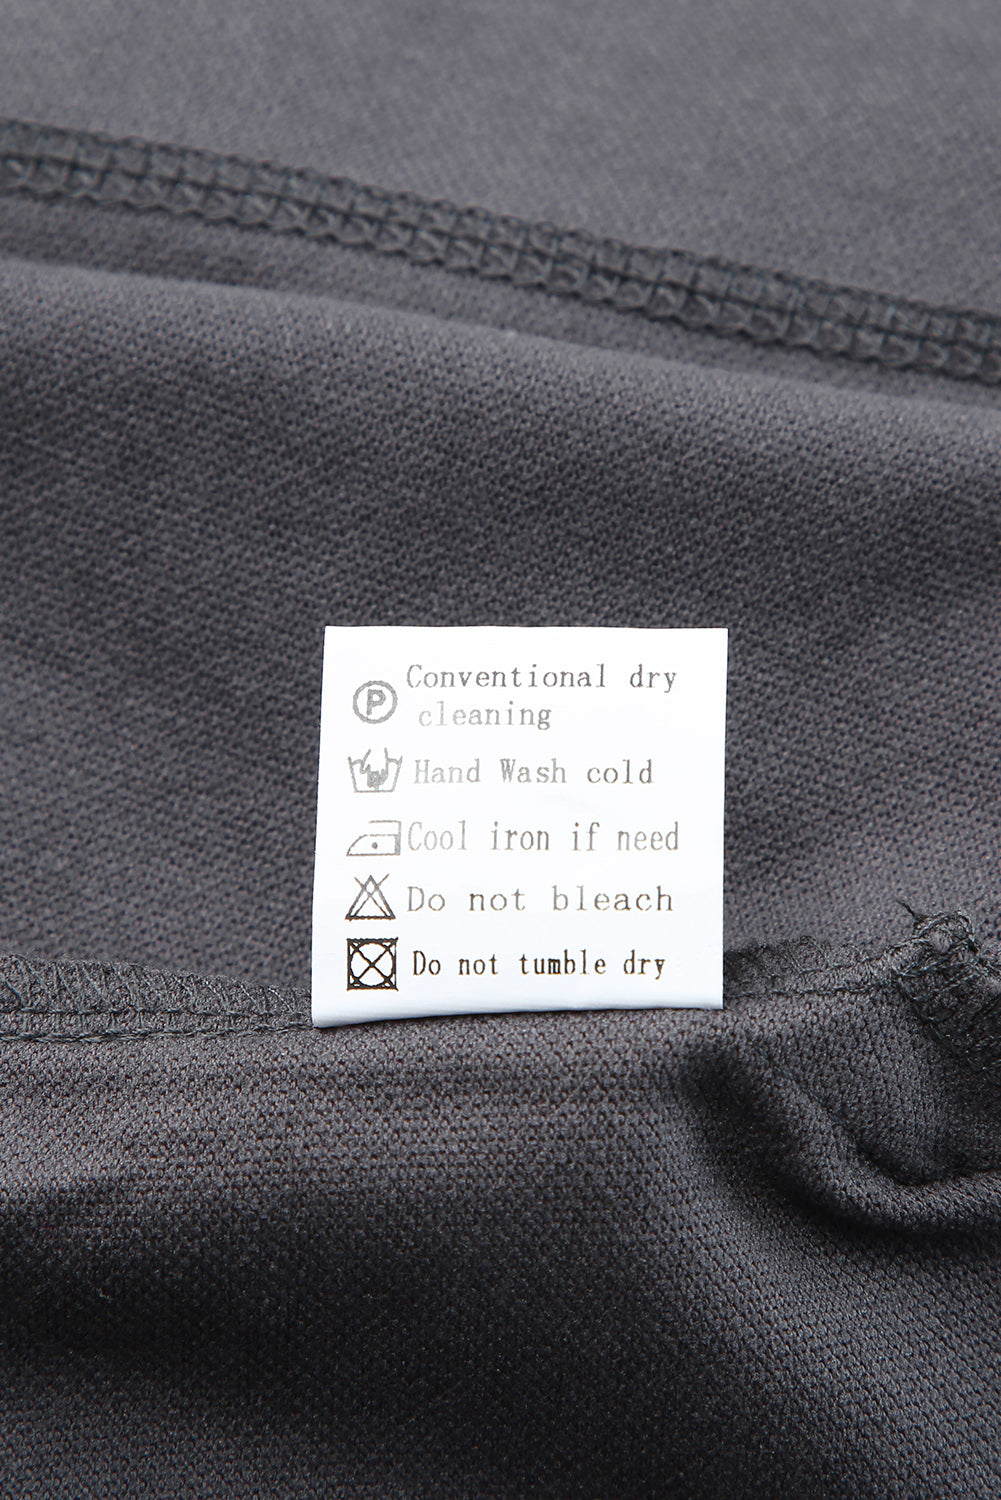 Ⓟ Conventional dry
cleaning
Hand Wash cold
Cool iron if need
Do not bleach
Do not tumble dry